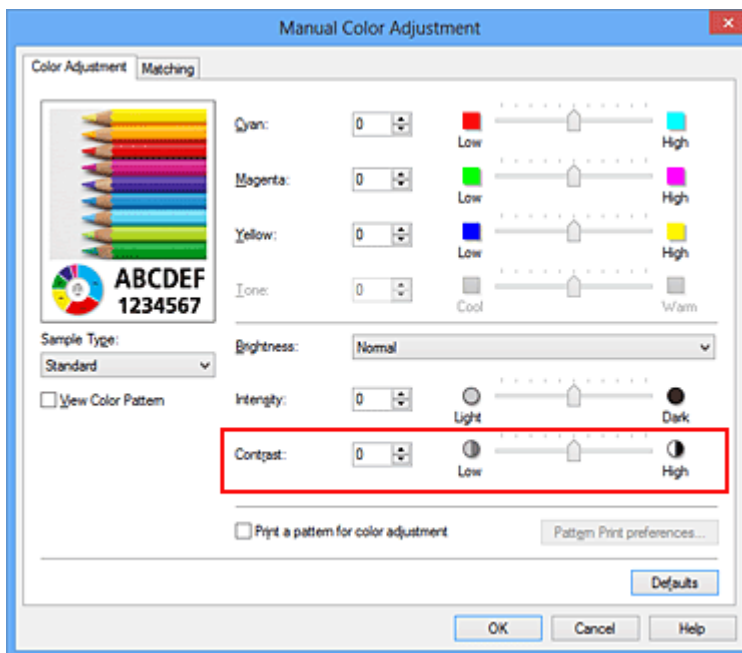 Manual Color Adjustment
Color Adjustment Matching
Cyan: 0 Low High
Magenta: 0 Low High
Yellow: 0 Low High
Tone: 0 Cool Warm
ABCDEF
1234567
Sample Type:
Standard
View Color Pattern
Brightness: Normal
Intensity: 0 Light Dark
Contrast: 0 Low High
Print a pattern for color adjustment Pattern Print preferences...
Defaults
OK Cancel Help